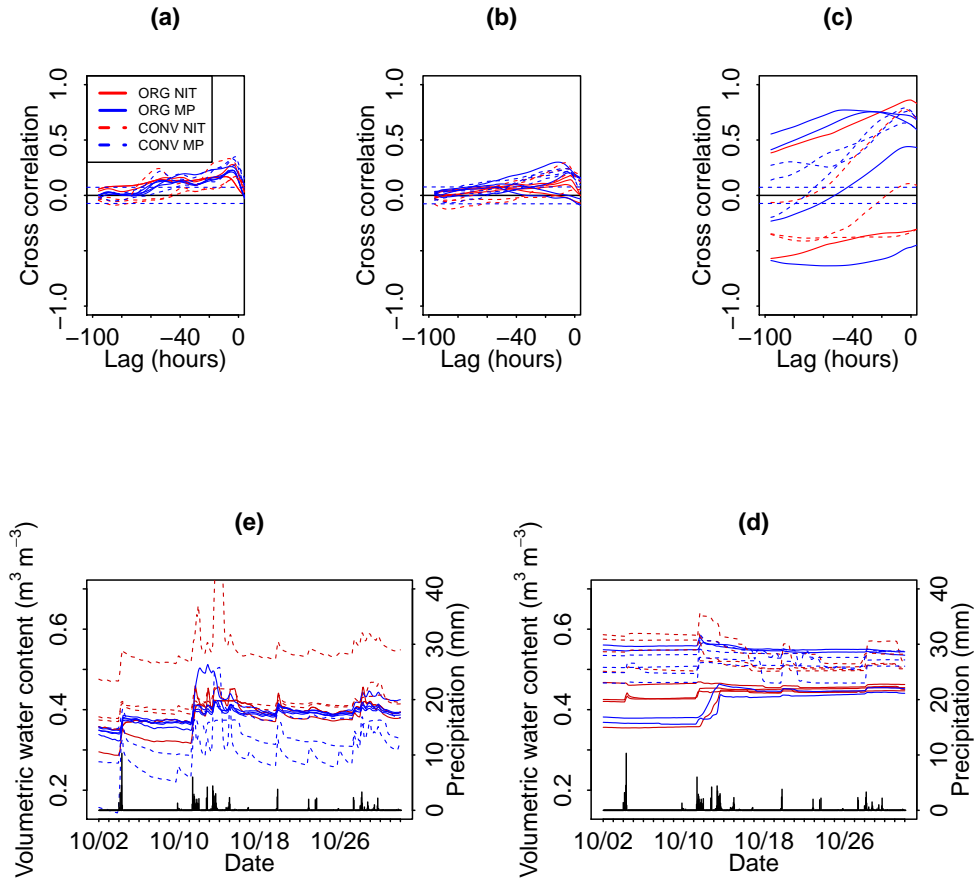 (a)
Cross correlation
1.0
0.5
0.0
−1.0
ORG NIT
ORG MP
CONV NIT
CONV MP
−100
−40
0
Lag (hours)
(b)
Cross correlation
1.0
0.5
0.0
−1.0
−100
−40
0
Lag (hours)
(c)
Cross correlation
1.0
0.5
0.0
−1.0
−100
−40
0
Lag (hours)
(e)
Volumetric water content (m³ m⁻³)
0.6
0.4
0.2
40
30
20
10
0
Precipitation (mm)
10/02
10/10
10/18
10/26
Date
(d)
Volumetric water content (m³ m⁻³)
0.6
0.4
0.2
40
30
20
10
0
Precipitation (mm)
10/02
10/10
10/18
10/26
Date